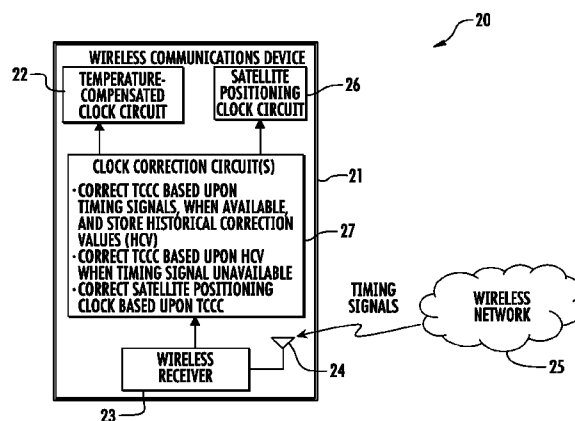 20
WIRELESS COMMUNICATIONS DEVICE
22
TEMPERATURE-
COMPENSATED
CLOCK CIRCUIT
SATELLITE
POSITIONING
CLOCK CIRCUIT
26
CLOCK CORRECTION CIRCUIT(S)
21
•CORRECT TCCC BASED UPON
TIMING SIGNALS, WHEN AVAILABLE,
AND STORE HISTORICAL CORRECTION
VALUES (HCV)
27
•CORRECT TCCC BASED UPON HCV
WHEN TIMING SIGNAL UNAVAILABLE
•CORRECT SATELLITE POSITIONING
CLOCK BASED UPON TCCC
TIMING
SIGNALS
WIRELESS
NETWORK
WIRELESS
RECEIVER
24
25
23